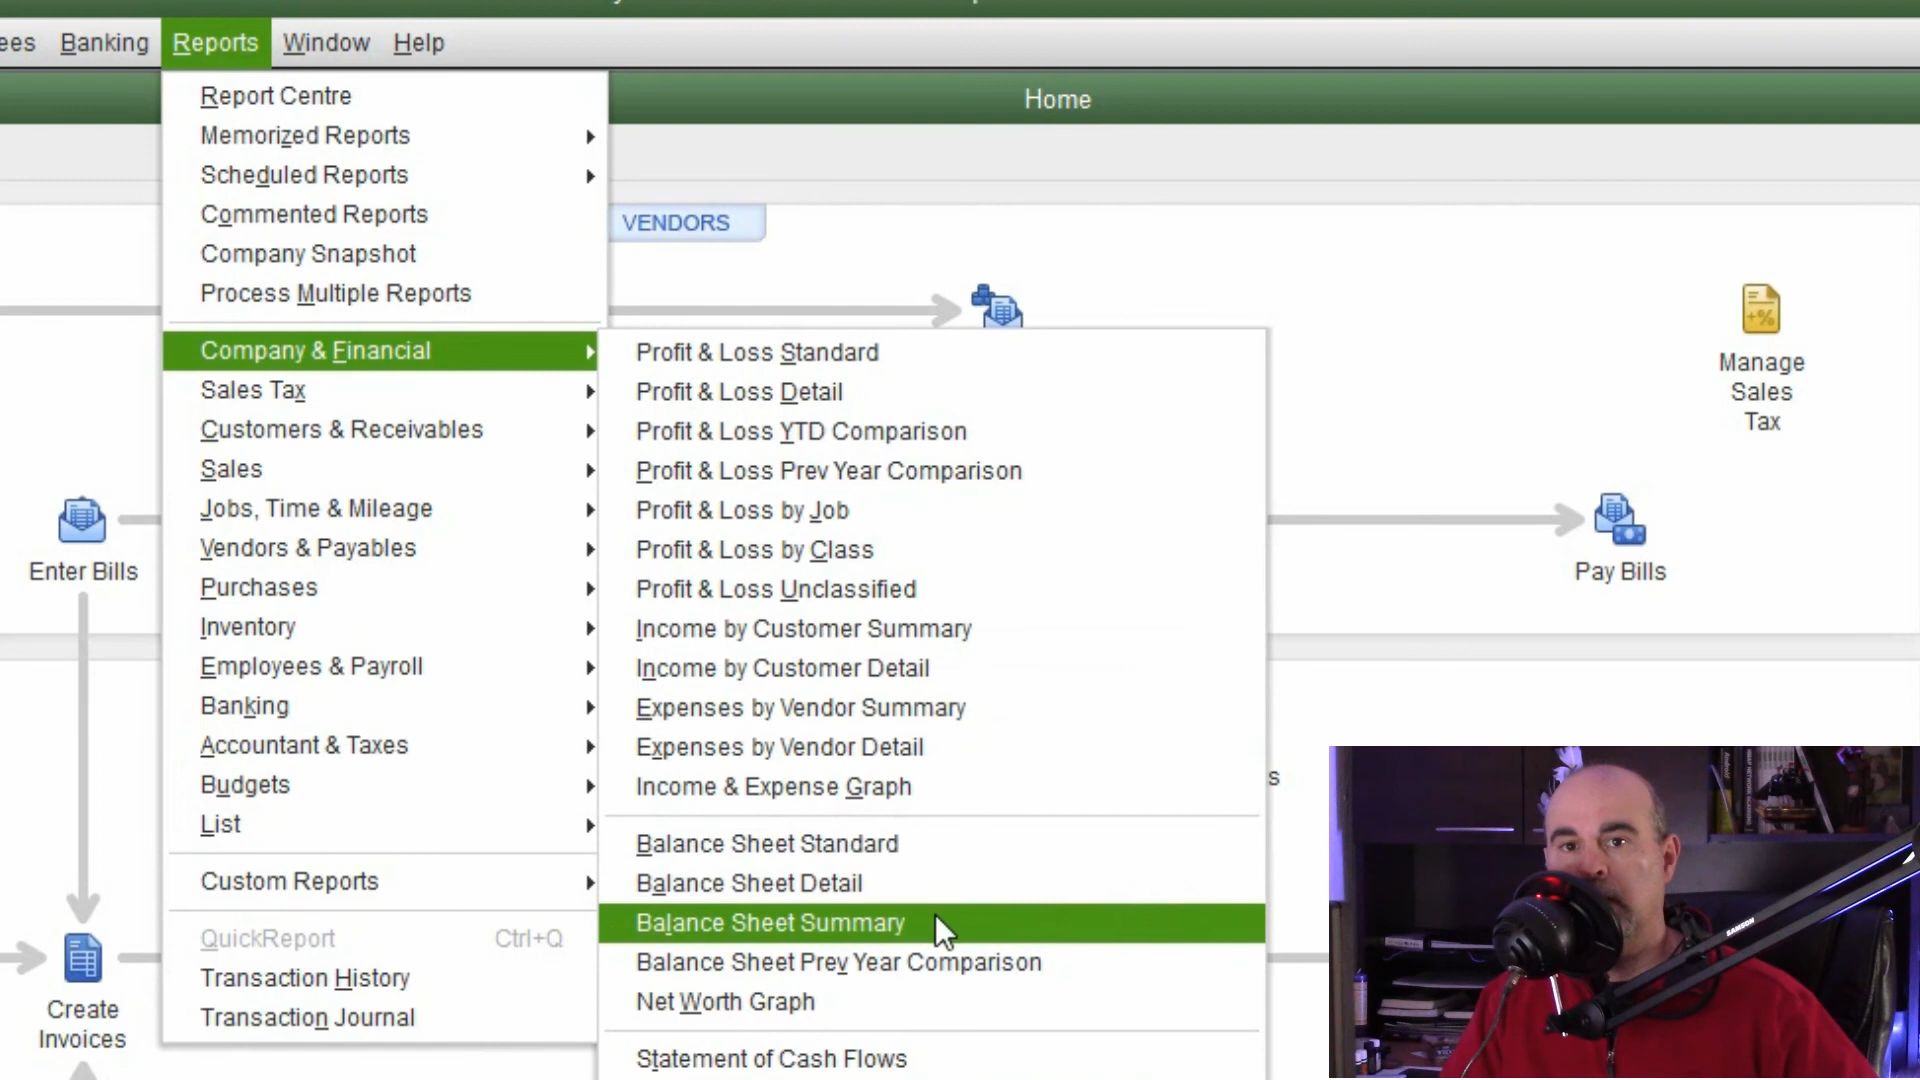 Banking Reports Window Help
Home
Report Centre
Memorized Reports
Scheduled Reports
Commented Reports
Company Snapshot
Process Multiple Reports
Company & Financial
Sales Tax
Customers & Receivables
Sales
Jobs, Time & Mileage
Vendors & Payables
Purchases
Inventory
Employees & Payroll
Banking
Accountant & Taxes
Budgets
List
Custom Reports
QuickReport Ctrl+Q
Transaction History
Transaction Journal
Profit & Loss Standard
Profit & Loss Detail
Profit & Loss YTD Comparison
Profit & Loss Prev Year Comparison
Profit & Loss by Job
Profit & Loss by Class
Profit & Loss Unclassified
Income by Customer Summary
Income by Customer Detail
Expenses by Vendor Summary
Expenses by Vendor Detail
Income & Expense Graph
Balance Sheet Standard
Balance Sheet Detail
Balance Sheet Summary
Balance Sheet Prev Year Comparison
Net Worth Graph
Statement of Cash Flows
VENDORS
Manage
Sales
Tax
Enter Bills
Pay Bills
Create
Invoices
SAMSON